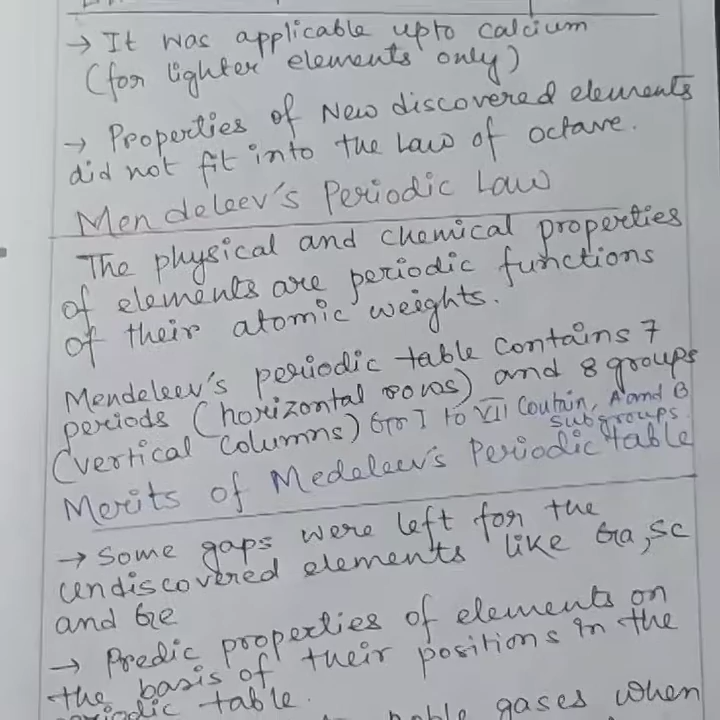 → It was applicable upto calcium
(for lighter elements only)
→ Properties of New discovered elements
did not fit into the Law of octave.
Mendeleev's Periodic Law
The physical and chemical properties
of elements are periodic functions
of their atomic weights.
Mendeleev's periodic table contains 7
periods (horizontal rows) and 8 groups
(vertical columns) Gr I to VII Contain, A and B
subgroups
Merits of Medeleev's Periodic table
→ Some gaps were left for the
undiscovered elements like Ga, Sc
and Ge
→ Predic properties of elements on
the basis of their positions in the
periodic table.
noble gases when